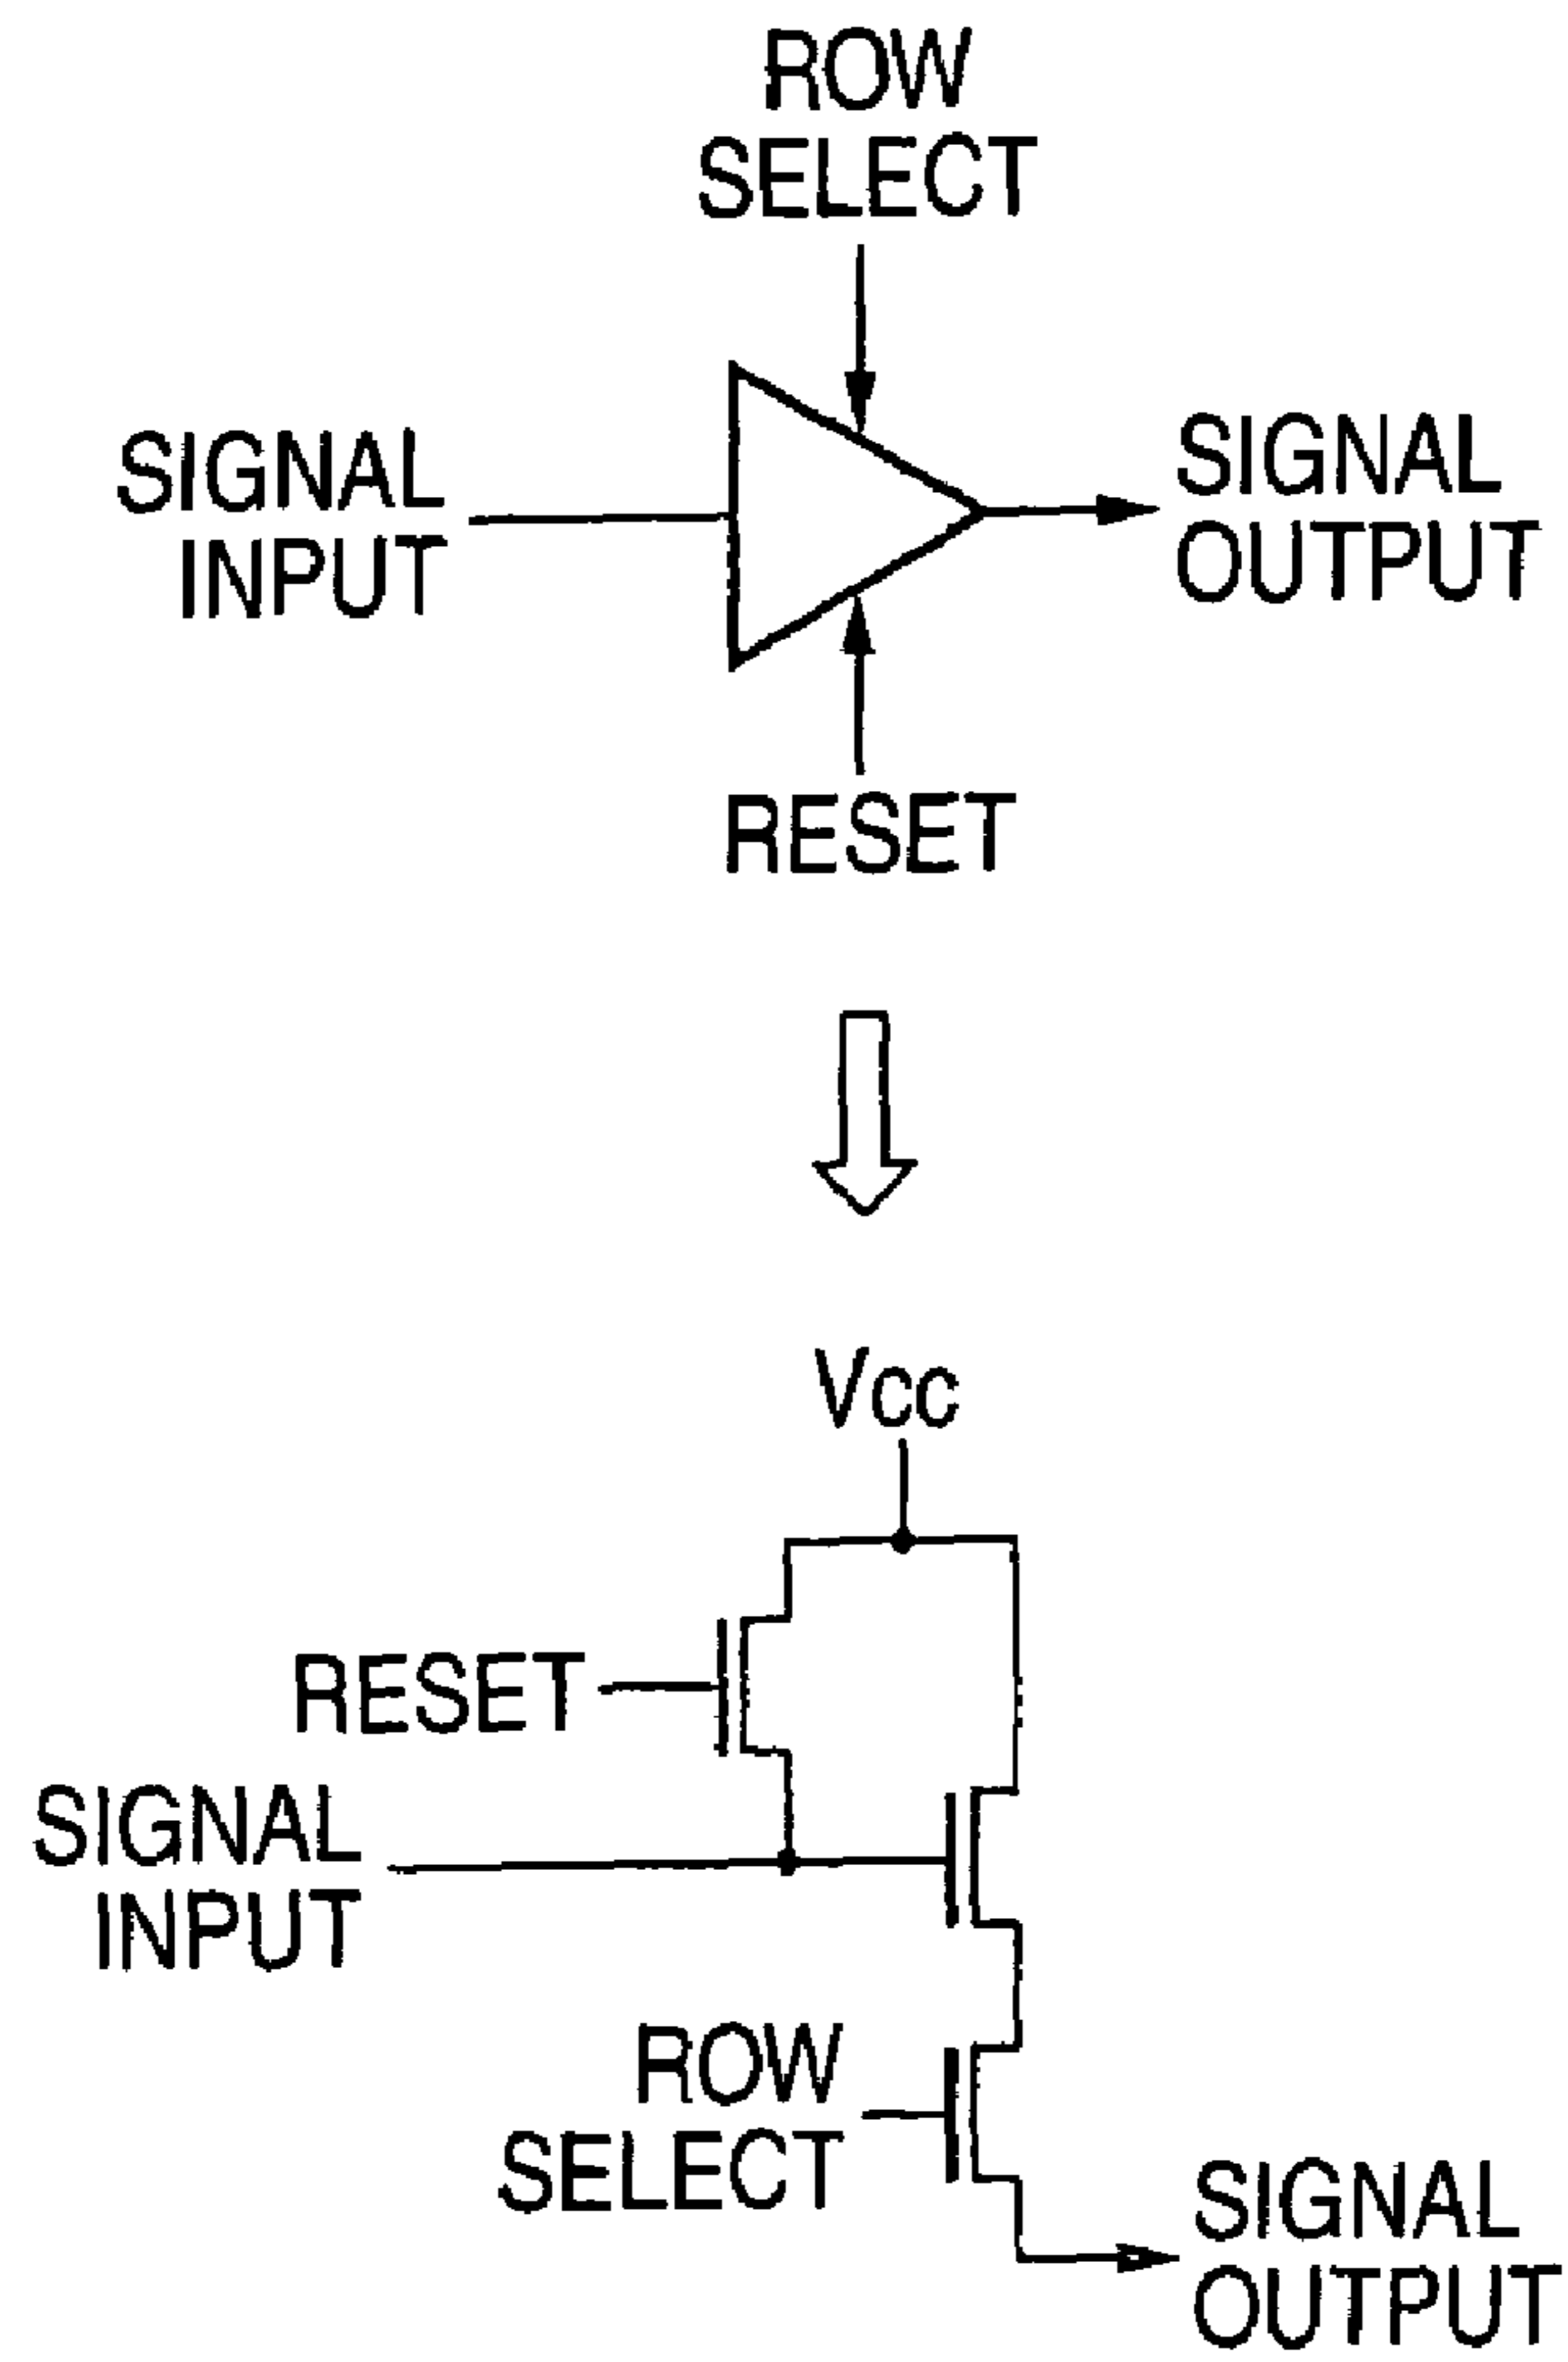 ROW
SELECT
SIGNAL
INPUT
SIGNAL
OUTPUT
RESET
Vcc
RESET
SIGNAL
INPUT
ROW
SELECT
SIGNAL
OUTPUT